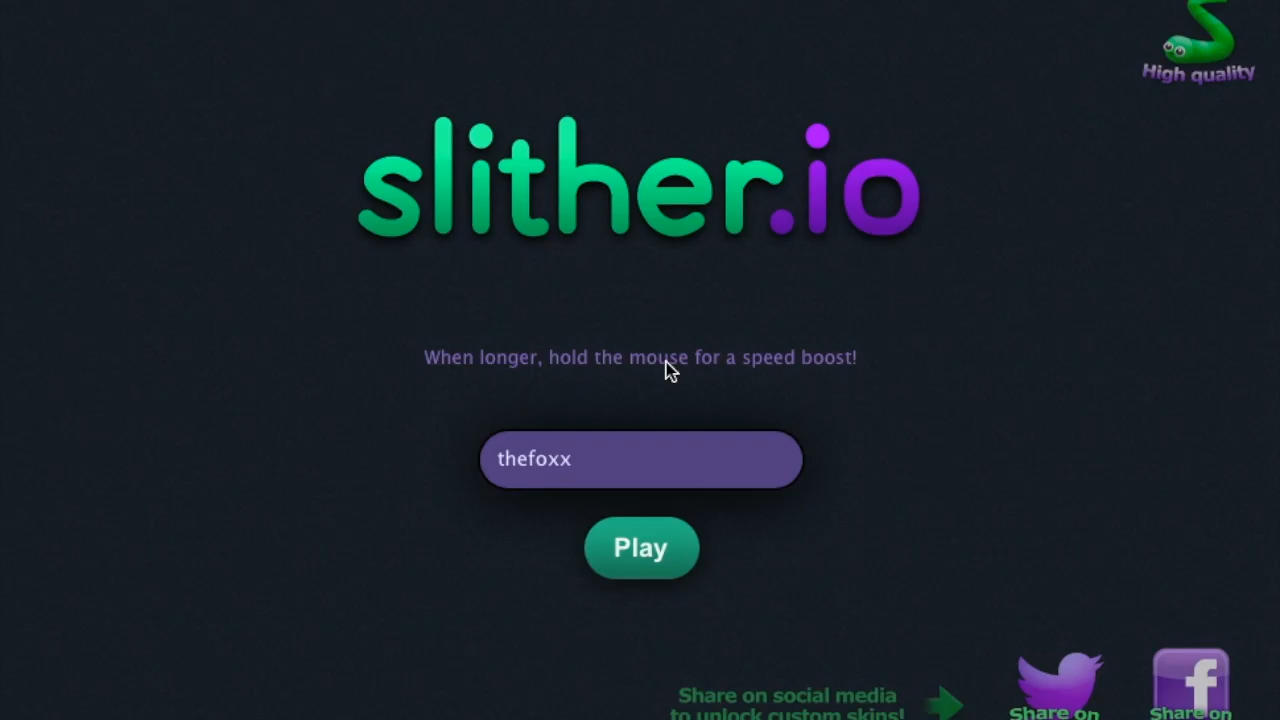 High quality
slither.io
When longer, hold the mouse for a speed boost!
thefoxx
Play
Share on social media
to unlock custom skins!
Share on
Share on